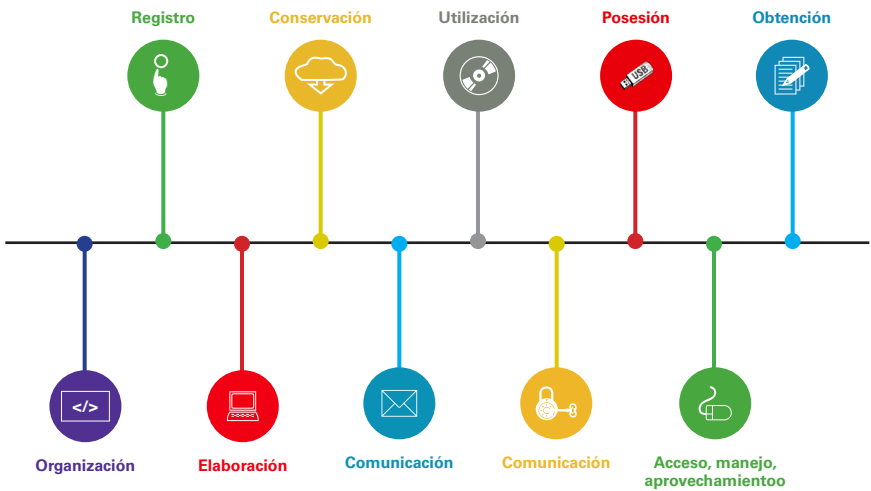 Registro
Conservación
Utilización
Posesión
Obtención
USB
</>
Organización
Elaboración
Comunicación
Comunicación
Acceso, manejo,
aprovechamientoo